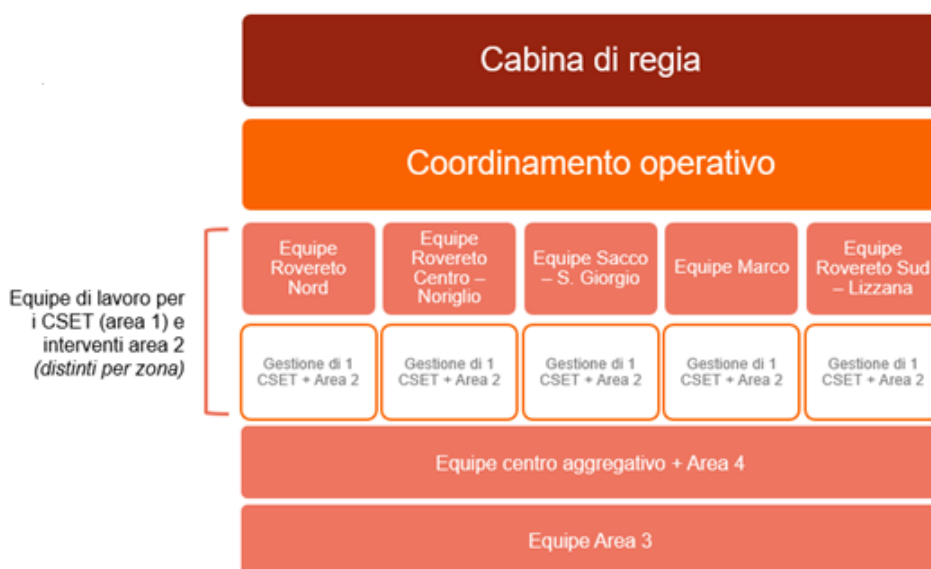 Cabina di regia
Coordinamento operativo
Equipe di lavoro per
i CSET (area 1) e
interventi area 2
(distinti per zona)
Equipe
Rovereto
Nord
Equipe
Rovereto
Centro –
Noriglio
Equipe Sacco
– S. Giorgio
Equipe Marco
Equipe
Rovereto Sud
– Lizzana
Gestione di 1
CSET + Area 2
Gestione di 1
CSET + Area 2
Gestione di 1
CSET + Area 2
Gestione di 1
CSET + Area 2
Gestione di 1
CSET + Area 2
Equipe centro aggregativo + Area 4
Equipe Area 3